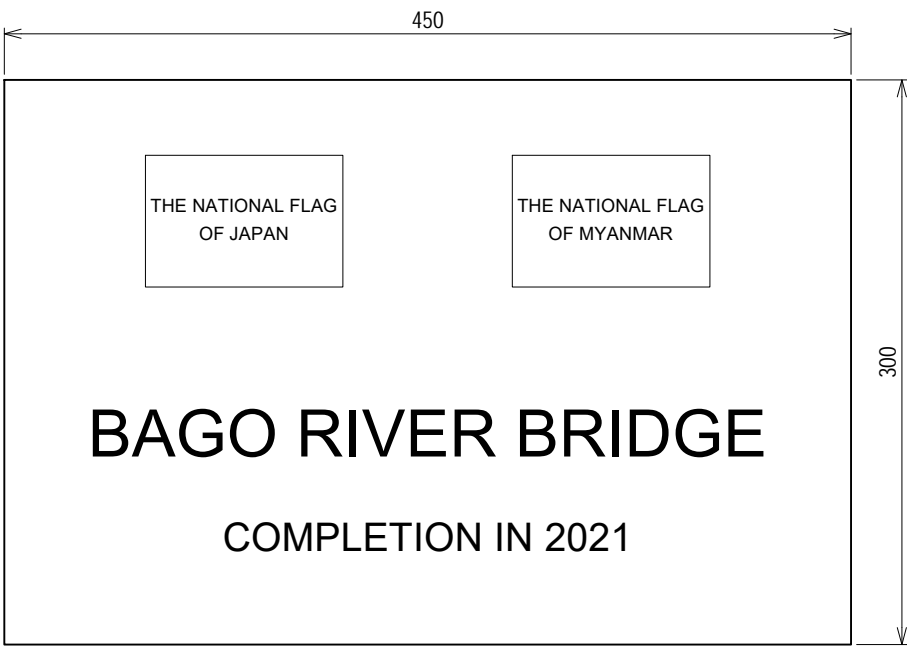 450
THE NATIONAL FLAG
OF JAPAN
THE NATIONAL FLAG
OF MYANMAR
300
BAGO RIVER BRIDGE
COMPLETION IN 2021